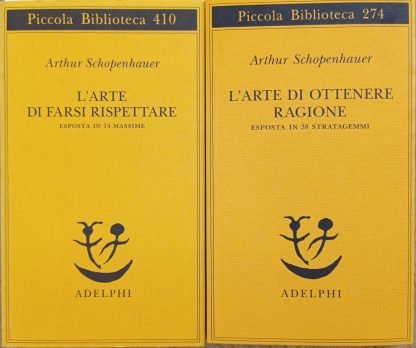 Piccola Biblioteca 410
Arthur Schopenhauer
L'ARTE
DI FARSI RISPETTARE
ESPOSTA IN 14 MASSIME
ADELPHI
Piccola Biblioteca 274
Arthur Schopenhauer
L'ARTE DI OTTENERE
RAGIONE
ESPOSTA IN 38 STRATAGEMMI
ADELPHI